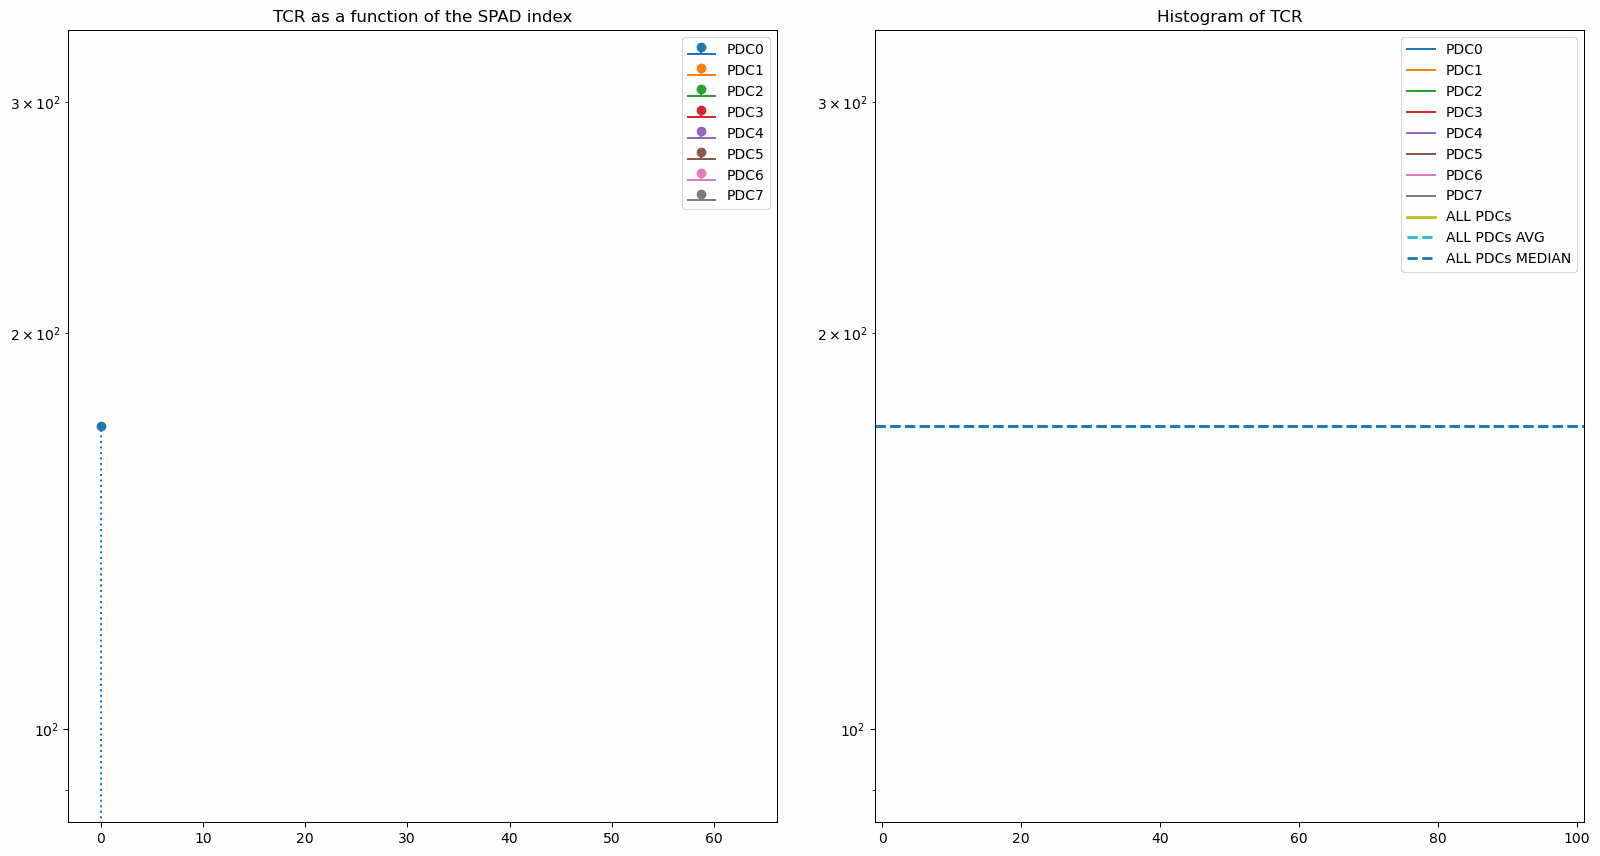 TCR as a function of the SPAD index
3 × 10²
2 × 10²
10²
0 10 20 30 40 50 60
PDC0
PDC1
PDC2
PDC3
PDC4
PDC5
PDC6
PDC7
Histogram of TCR
3 × 10²
2 × 10²
10²
0 20 40 60 80 100
PDC0
PDC1
PDC2
PDC3
PDC4
PDC5
PDC6
PDC7
ALL PDCs
ALL PDCs AVG
ALL PDCs MEDIAN